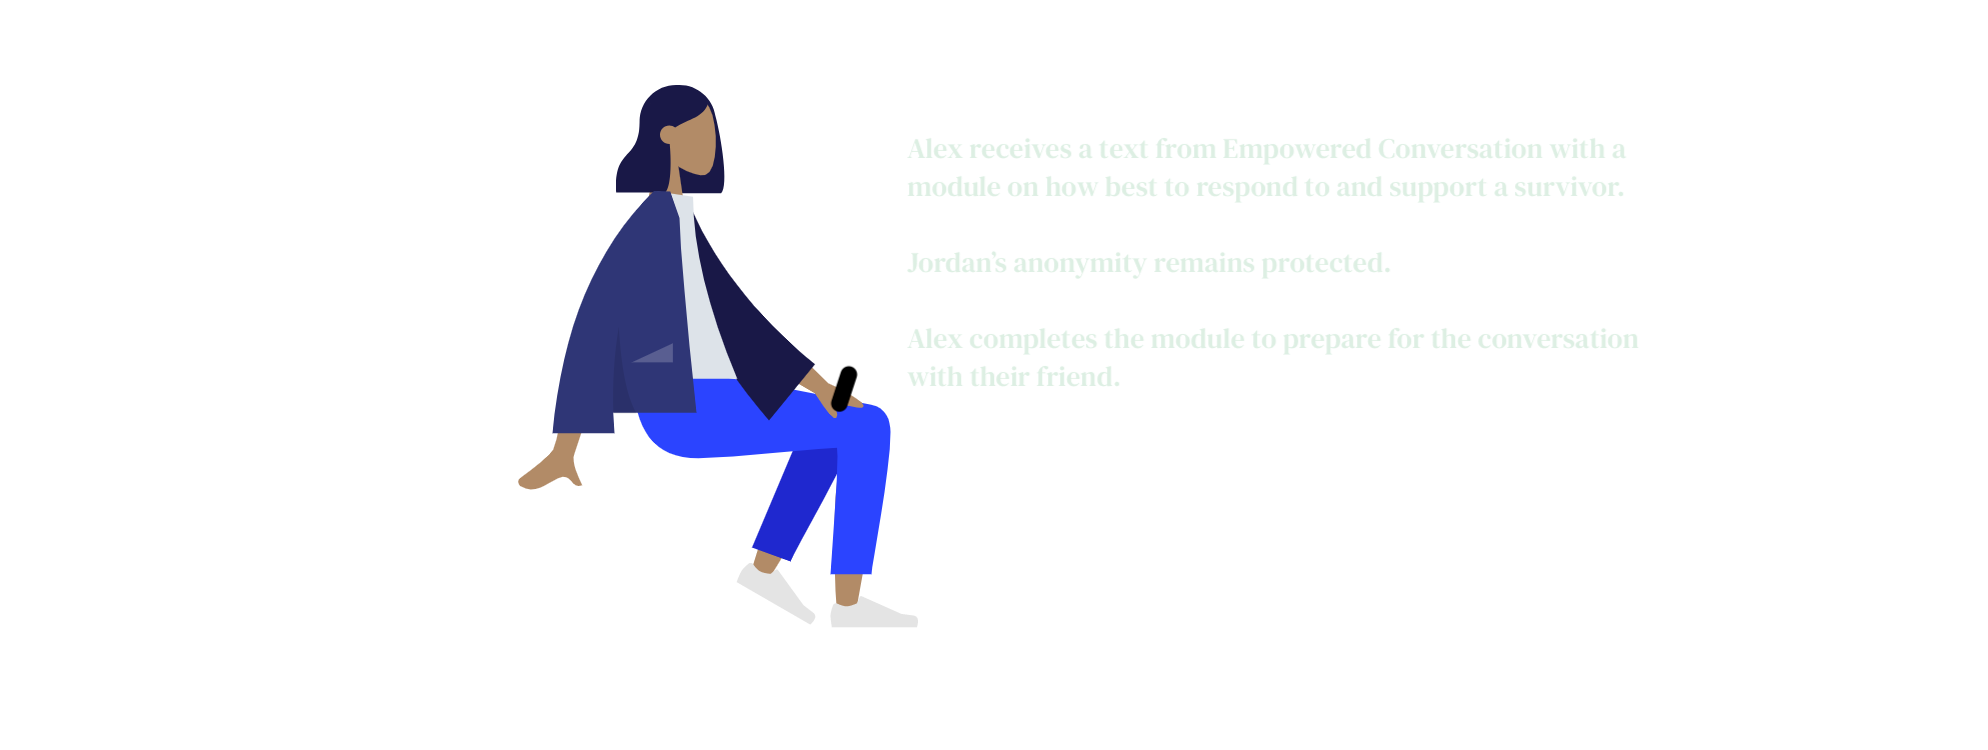 Alex receives a text from Empowered Conversation with a
module on how best to respond to and support a survivor.
Jordan’s anonymity remains protected.
Alex completes the module to prepare for the conversation
with their friend.